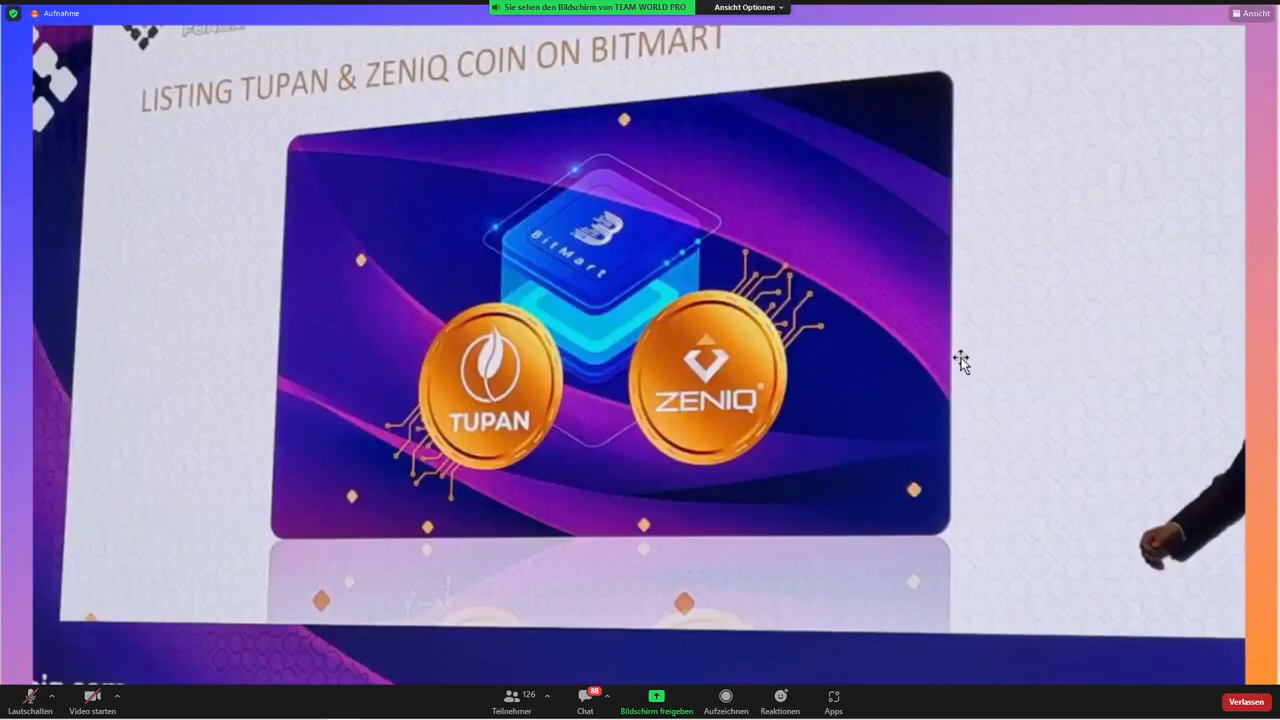 Aufnahme
Sie sehen den Bildschirm von TEAM WORLD PRO
Ansicht Optionen
Ansicht
FORUM
LISTING TUPAN & ZENIQ COIN ON BITMART
BitMart
TUPAN
ZENIQ®
Lautschalten
Video starten
126
Teilnehmer
88
Chat
Bildschirm freigeben
Aufzeichnen
Reaktionen
Apps
Verlassen